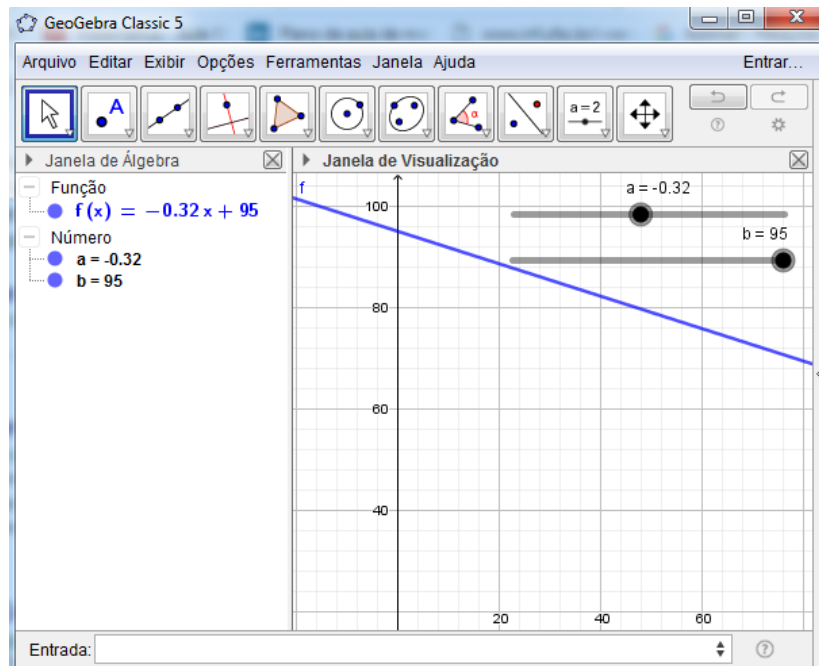 GeoGebra Classic 5
Arquivo Editar Exibir Opções Ferramentas Janela Ajuda Entrar...
A α a = 2
Janela de Álgebra
Função
f(x) = −0.32 x + 95
Número
a = -0.32
b = 95
Janela de Visualização
f
a = -0.32
b = 95
100
80
60
40
20 40 60
Entrada: